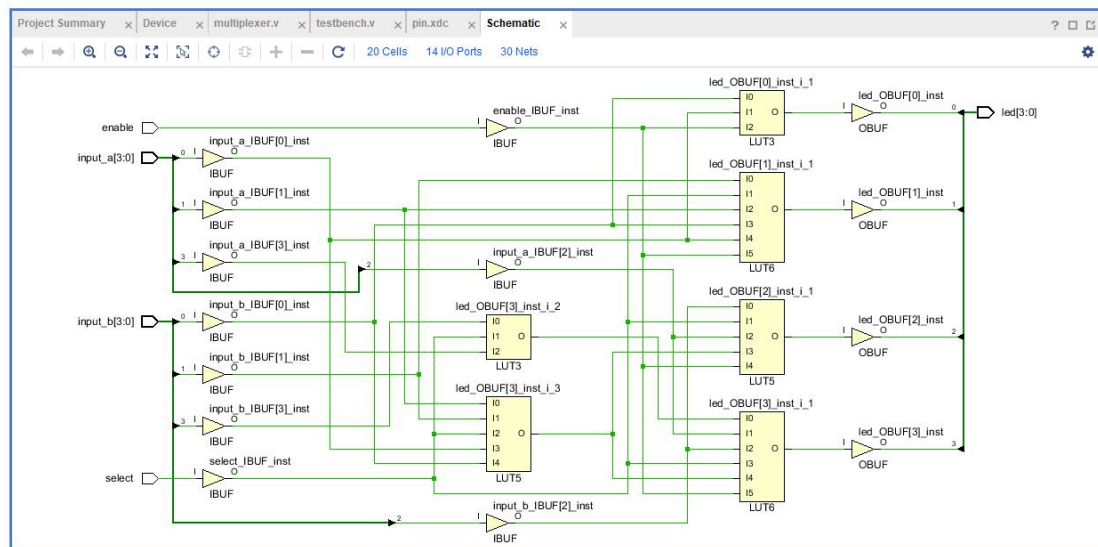 Project Summary × Device × multiplexer.v × testbench.v × pin.xdc × Schematic × ?
20 Cells 14 I/O Ports 30 Nets
led_OBUF[0]_inst_i_1
I0
I1 O
I2
LUT3
led_OBUF[0]_inst
I O
OBUF
0
led[3:0]
enable
enable_IBUF_inst
I O
IBUF
input_a[3:0]
0
input_a_IBUF[0]_inst
I O
IBUF
led_OBUF[1]_inst_i_1
I0
I1
I2 O
I3
I4
I5
LUT6
led_OBUF[1]_inst
I O
OBUF
1
1
input_a_IBUF[1]_inst
I O
IBUF
3
input_a_IBUF[3]_inst
I O
IBUF
2
input_a_IBUF[2]_inst
I O
IBUF
input_b[3:0]
0
input_b_IBUF[0]_inst
I O
IBUF
led_OBUF[3]_inst_i_2
I0
I1 O
I2
LUT3
led_OBUF[2]_inst_i_1
I0
I1
I2 O
I3
I4
LUT5
led_OBUF[2]_inst
I O
OBUF
2
1
input_b_IBUF[1]_inst
I O
IBUF
3
input_b_IBUF[3]_inst
I O
IBUF
led_OBUF[3]_inst_i_3
I0
I1
I2 O
I3
I4
LUT5
led_OBUF[3]_inst_i_1
I0
I1
I2 O
I3
I4
I5
LUT6
led_OBUF[3]_inst
I O
OBUF
3
select
select_IBUF_inst
I O
IBUF
2
input_b_IBUF[2]_inst
I O
IBUF